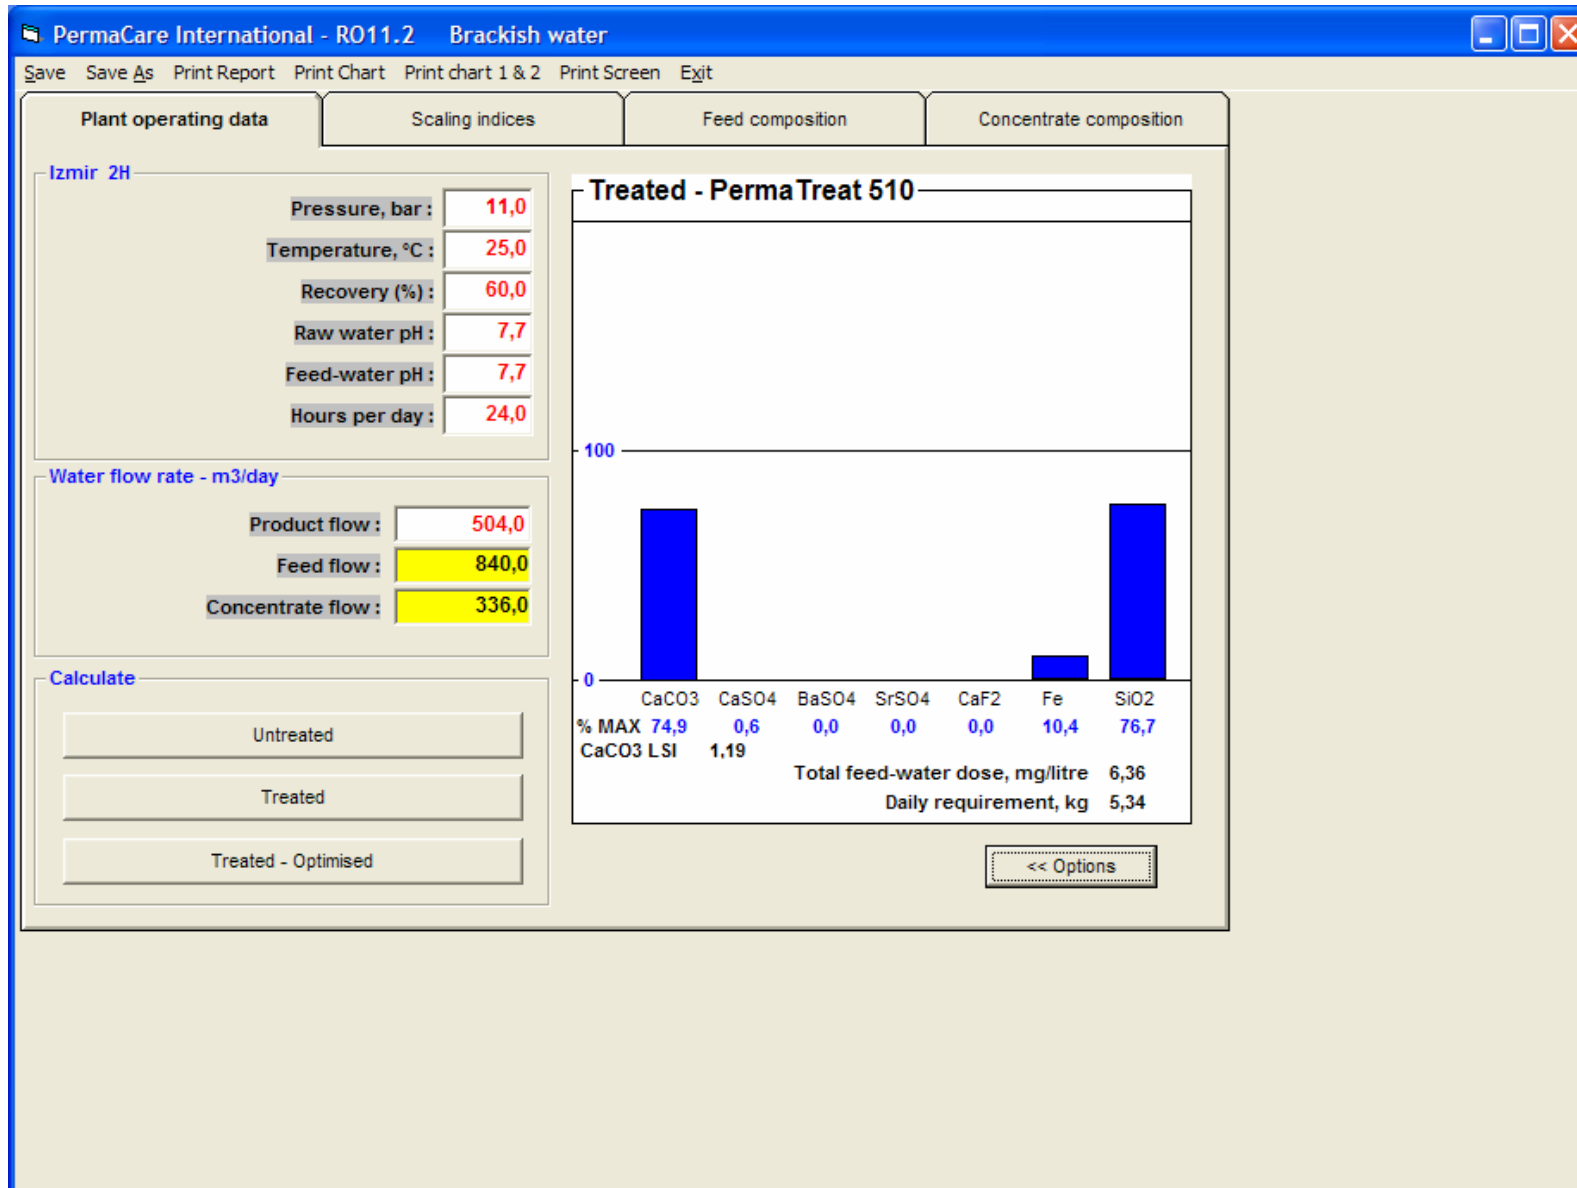 PermaCare International - RO11.2 Brackish water
Save Save As Print Report Print Chart Print chart 1 & 2 Print Screen Exit
Plant operating data Scaling indices Feed composition Concentrate composition
Izmir 2H
Pressure, bar : 11,0
Temperature, ºC : 25,0
Recovery (%) : 60,0
Raw water pH : 7,7
Feed-water pH : 7,7
Hours per day : 24,0
Water flow rate - m3/day
Product flow : 504,0
Feed flow : 840,0
Concentrate flow : 336,0
Calculate
Untreated
Treated
Treated - Optimised
Treated - PermaTreat 510
100
0
CaCO3 CaSO4 BaSO4 SrSO4 CaF2 Fe SiO2
% MAX 74,9 0,6 0,0 0,0 0,0 10,4 76,7
CaCO3 LSI 1,19
Total feed-water dose, mg/litre 6,36
Daily requirement, kg 5,34
<< Options